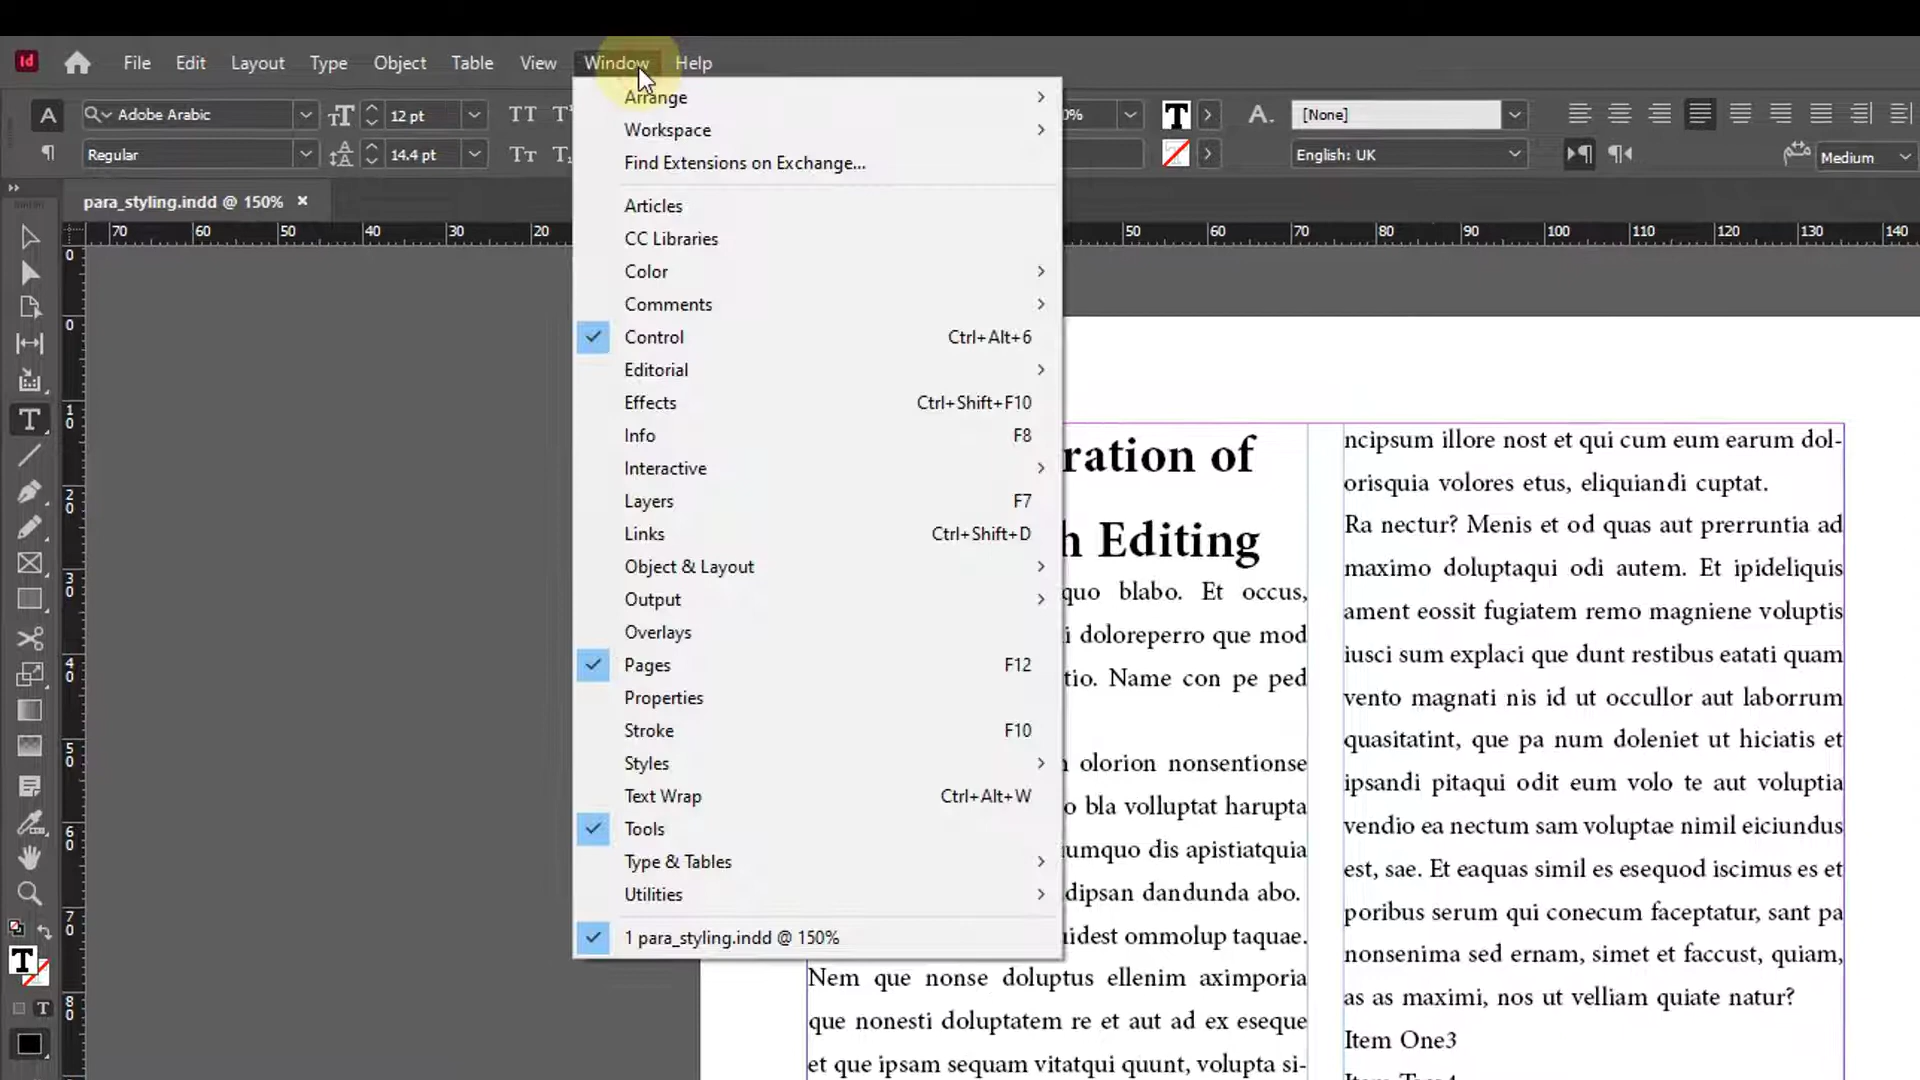 Id File Edit Layout Type Object Table View Window Help
Adobe Arabic 12 pt [None]
Regular 14.4 pt English: UK Medium
para_styling.indd @ 150%
70 60 50 40 30 20 50 60 70 80 90 100 110 120 130 140
0
0
10
20
30
40
50
60
70
80
Arrange
Workspace
Find Extensions on Exchange...
Articles
CC Libraries
Color
Comments
Control Ctrl+Alt+6
Editorial
Effects Ctrl+Shift+F10
Info F8
Interactive
Layers F7
Links Ctrl+Shift+D
Object & Layout
Output
Overlays
Pages F12
Properties
Stroke F10
Styles
Text Wrap Ctrl+Alt+W
Tools
Type & Tables
Utilities
1 para_styling.indd @ 150%
ration of
h Editing
quo blabo. Et occus,
i doloreperro que mod
tio. Name con pe ped
olorion nonsentionse
o bla volluptat harupta
umquo dis apistiatquia
dipsan dandunda abo.
uidest ommolup taquae.
Nem que nonse doluptus ellenim aximporia
que nonesti doluptatem re et aut ad ex eseque
et que ipsam sequam vitatqui quunt, volupta si-
ncipsum illore nost et qui cum eum earum dol-
orisquia volores etus, eliquiandi cuptat.
Ra nectur? Menis et od quas aut prerruntia ad
maximo doluptaqui odi autem. Et ipideliquis
ament eossit fugiatem remo magniene voluptis
iusci sum explaci que dunt restibus eatati quam
vento magnati nis id ut occullor aut laborrum
quasitatint, que pa num doleniet ut hiciatis et
ipsandi pitaqui odit eum volo te aut voluptia
vendio ea nectum sam voluptae nimil eiciundus
est, sae. Et eaquas simil es esequod iscimus es et
poribus serum qui conecum faceptatur, sant pa
nonsenima sed ernam, simet et faccust, quiam,
as as maximi, nos ut velliam quiate natur?
Item One3